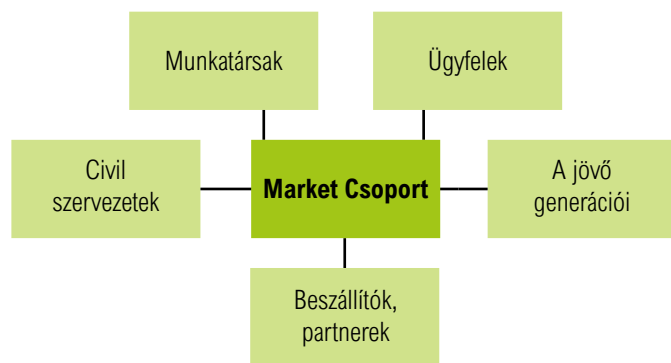 Munkatársak
Ügyfelek
Civil
szervezetek
Market Csoport
A jövő
generációi
Beszállítók,
partnerek